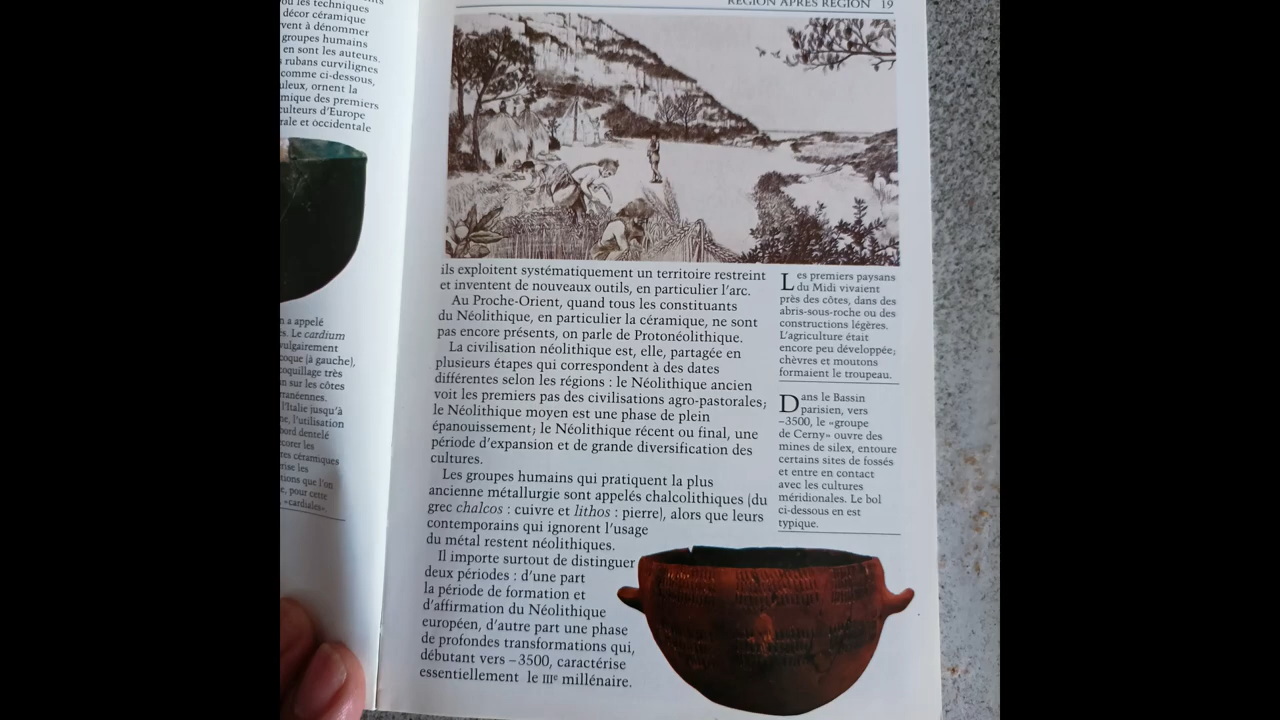 les techniques
décor céramique
vent à dénommer
groupes humains
en sont les auteurs.
rubans curvilignes
comme ci-dessous,
ornent la
mique des premiers
culteurs d'Europe
rale et occidentale
n a appelé
s. Le cardium
vulgairement
coque (à gauche),
coquillage très
n sur les côtes
rranéennes.
l'Italie jusqu'à
ne, l'utilisation
bord dentelé
corer les
tes céramiques
rise les
tions que l'on
e, pour cette
, «cardiales».
RÉGION APRÈS RÉGION 19
ils exploitent systématiquement un territoire restreint
et inventent de nouveaux outils, en particulier l'arc.
Au Proche-Orient, quand tous les constituants
du Néolithique, en particulier la céramique, ne sont
pas encore présents, on parle de Protonéolithique.
La civilisation néolithique est, elle, partagée en
plusieurs étapes qui correspondent à des dates
différentes selon les régions : le Néolithique ancien
voit les premiers pas des civilisations agro-pastorales;
le Néolithique moyen est une phase de plein
épanouissement; le Néolithique récent ou final, une
période d'expansion et de grande diversification des
cultures.
Les groupes humains qui pratiquent la plus
ancienne métallurgie sont appelés chalcolithiques (du
grec chalcos : cuivre et lithos : pierre), alors que leurs
contemporains qui ignorent l'usage
du métal restent néolithiques.
Il importe surtout de distinguer
deux périodes : d'une part
la période de formation et
d'affirmation du Néolithique
européen, d'autre part une phase
de profondes transformations qui,
débutant vers –3500, caractérise
essentiellement le IIIe millénaire.
Les premiers paysans
du Midi vivaient
près des côtes, dans des
abris-sous-roche ou des
constructions légères.
L'agriculture était
encore peu développée;
chèvres et moutons
formaient le troupeau.
Dans le Bassin
parisien, vers
–3500, le «groupe
de Cerny» ouvre des
mines de silex, entoure
certains sites de fossés
et entre en contact
avec les cultures
méridionales. Le bol
ci-dessous en est
typique.